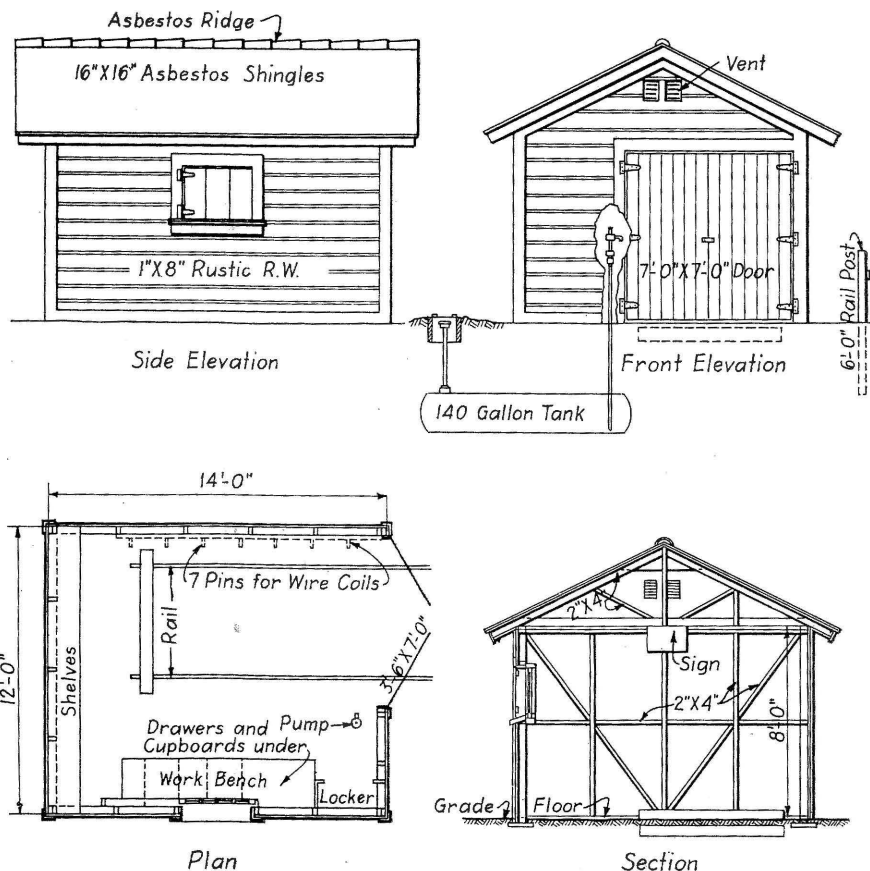 Asbestos Ridge
16"X16" Asbestos Shingles
Vent
1"X8" Rustic R.W.
7'-0"X7'-0" Door
6'-0" Rail Post
Side Elevation
Front Elevation
140 Gallon Tank
14'-0"
7 Pins for Wire Coils
12'-0"
Shelves
Rail
3'-6"X7'-0"
Drawers and
Cupboards under
Pump
Work Bench
Locker
Plan
2"X4"
Sign
2"X4"
8'-0"
Grade
Floor
Section